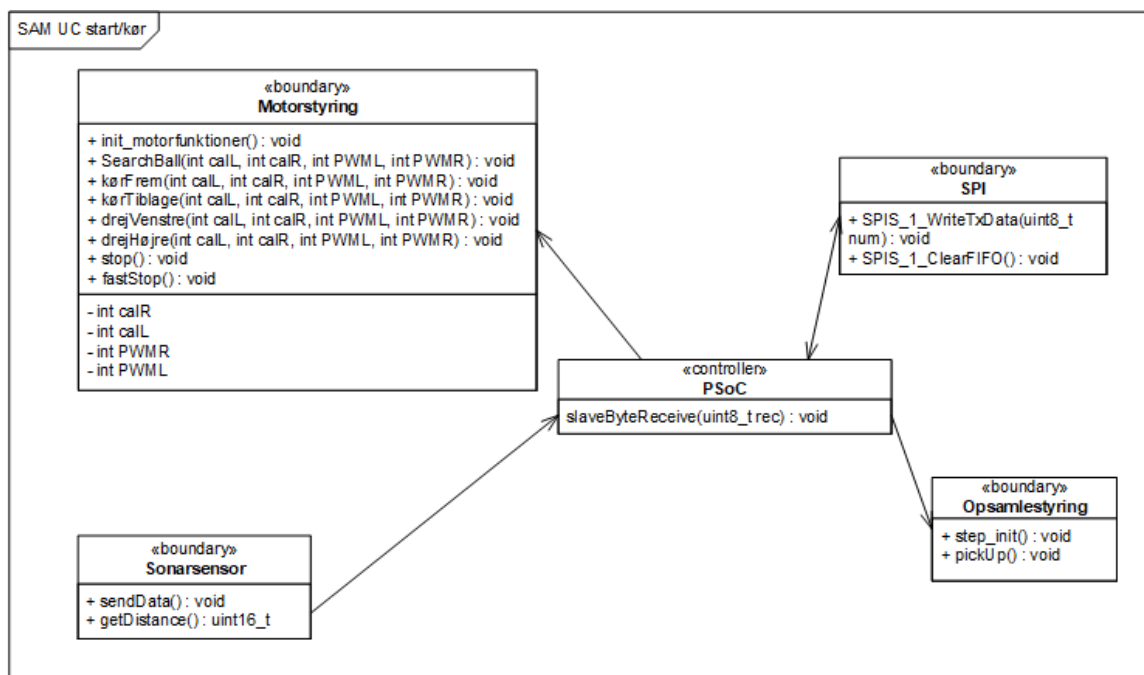 SAM UC start/kør
«boundary»
Motorstyring
+ init_motorfunktioner() : void
+ SearchBall(int calL, int calR, int PWML, int PWMR) : void
+ kørFrem(int calL, int calR, int PWML, int PWMR) : void
+ kørTiblage(int calL, int calR, int PWML, int PWMR) : void
+ drejVenstre(int calL, int calR, int PWML, int PWMR) : void
+ drejHøjre(int calL, int calR, int PWML, int PWMR) : void
+ stop() : void
+ fastStop() : void
- int calR
- int calL
- int PWMR
- int PWML
«boundary»
SPI
+ SPIS_1_WriteTxData(uint8_t
num) : void
+ SPIS_1_ClearFIFO() : void
«controller»
PSoC
slaveByteReceive(uint8_t rec) : void
«boundary»
Opsamlestyring
+ step_init() : void
+ pickUp() : void
«boundary»
Sonarsensor
+ sendData() : void
+ getDistance() : uint16_t